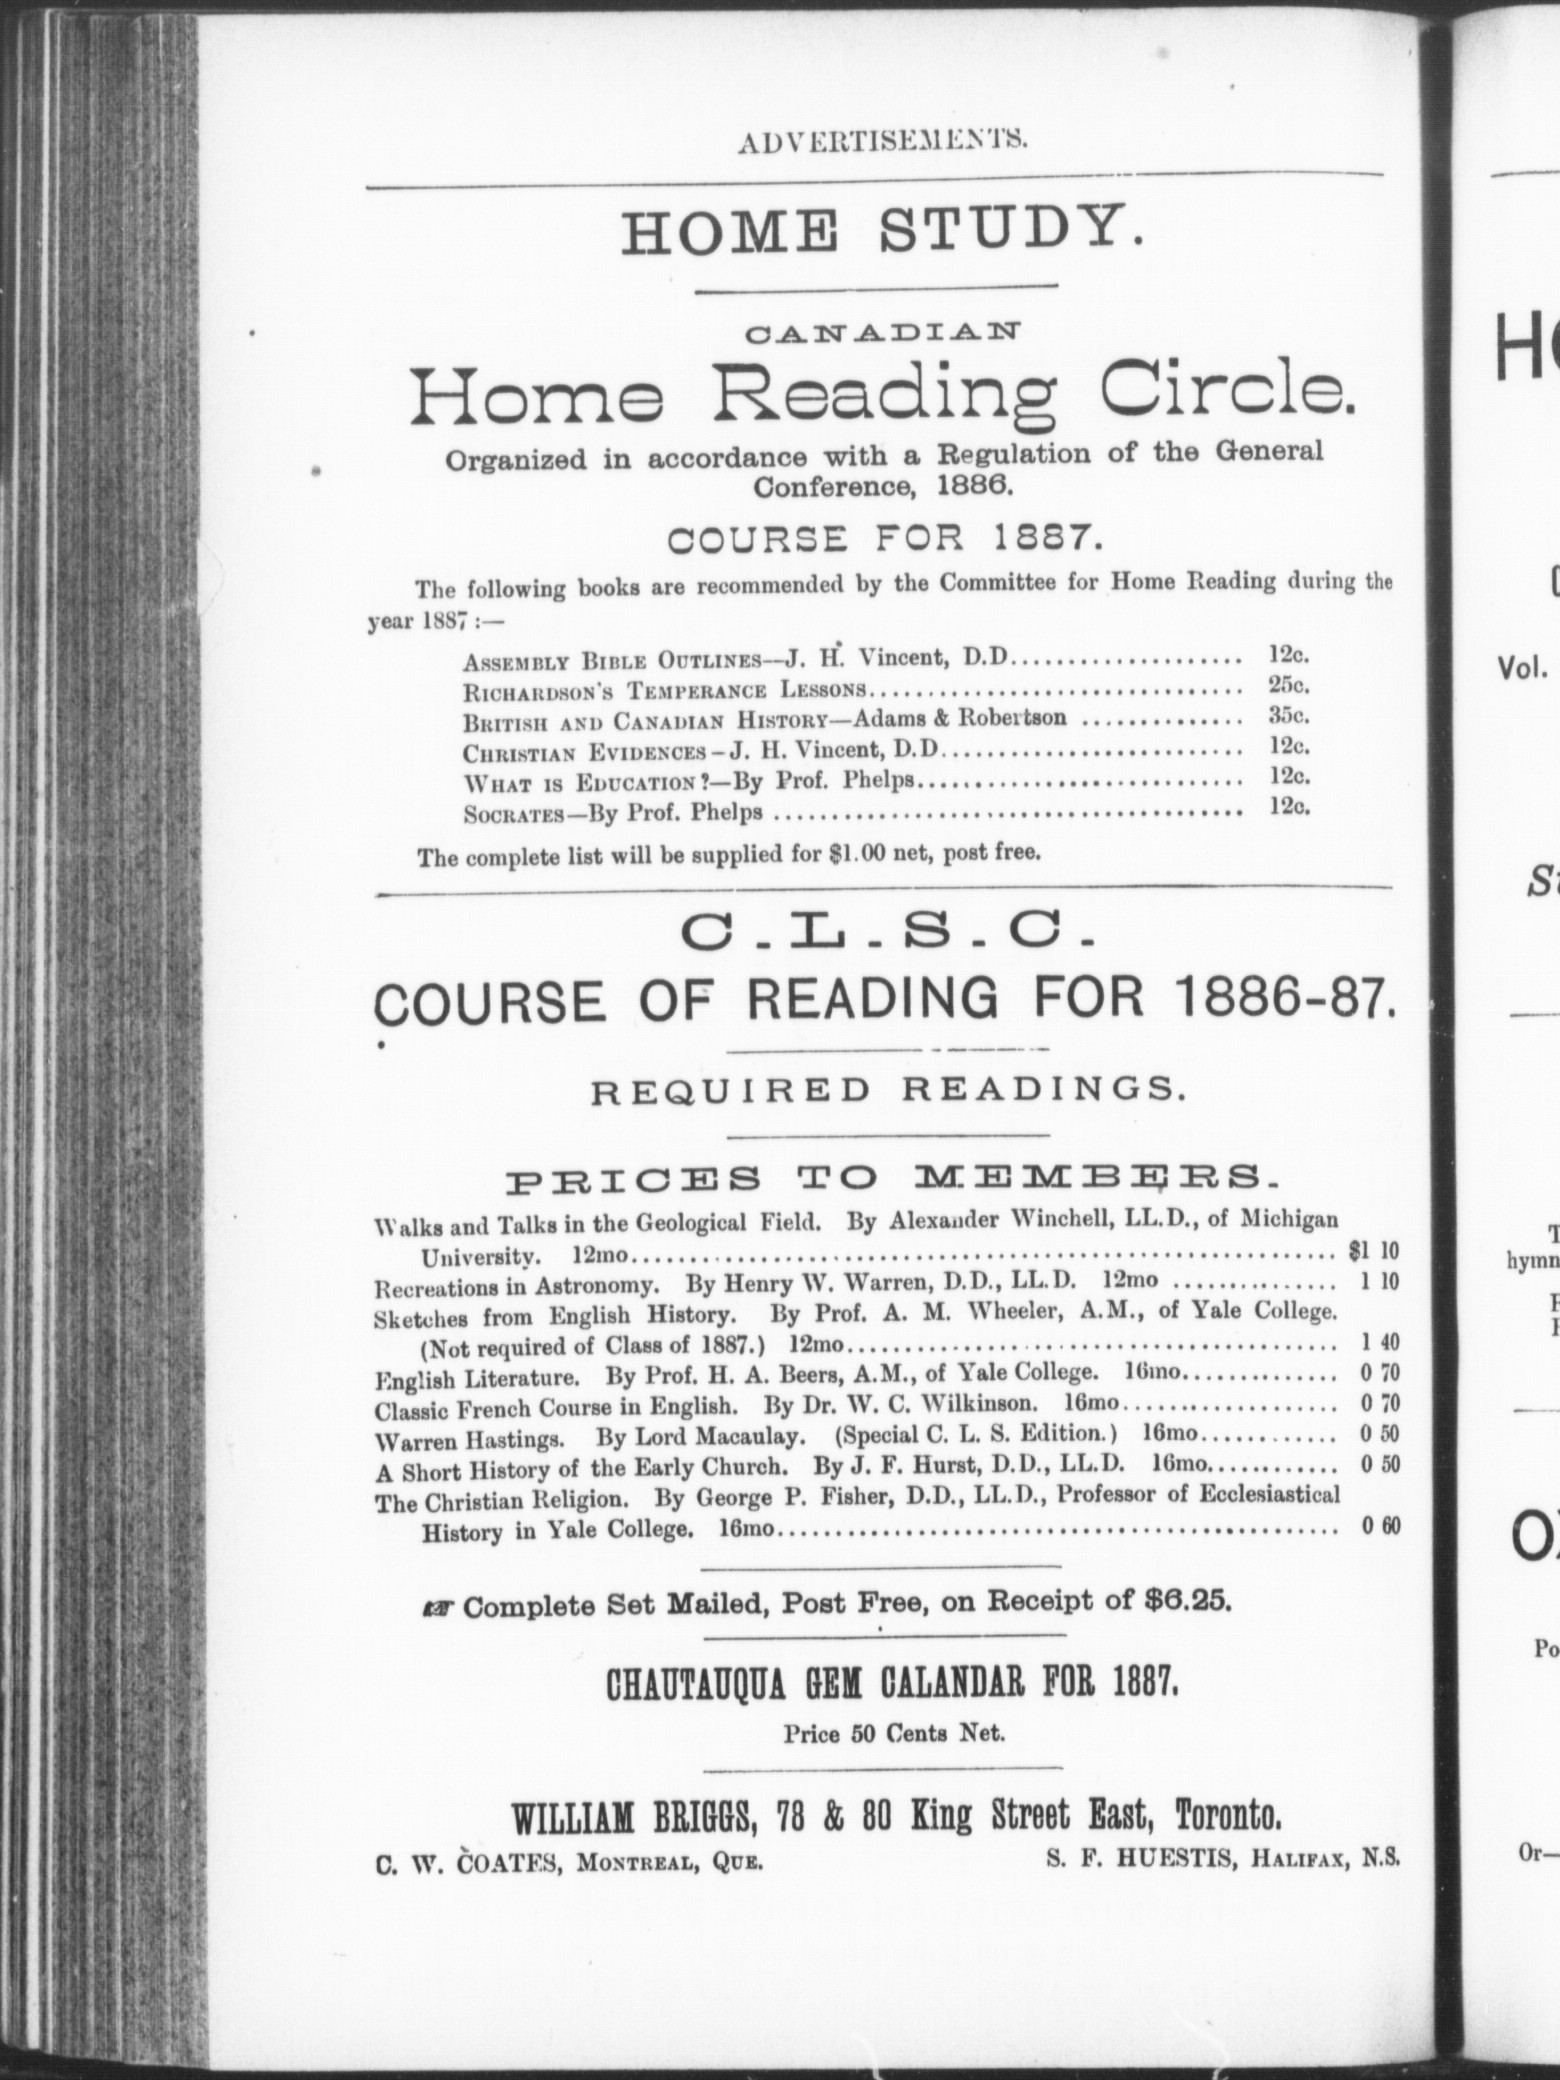 ADVERTISEMENTS.
HOME STUDY.
CANADIAN
Home Reading Circle.
Organized in accordance with a Regulation of the General
Conference, 1886.
COURSE FOR 1887.
The following books are recommended by the Committee for Home Reading during the
year 1887 :—
ASSEMBLY BIBLE OUTLINES—J. H. Vincent, D.D........................ 12c.
RICHARDSON'S TEMPERANCE LESSONS................................ 25c.
BRITISH AND CANADIAN HISTORY—Adams & Robertson .............. 35c.
CHRISTIAN EVIDENCES–J. H. Vincent, D.D.......................... 12c.
WHAT IS EDUCATION?—By Prof. Phelps............................. 12c.
SOCRATES—By Prof. Phelps ........................................ 12c.
The complete list will be supplied for $1.00 net, post free.
C.L.S.C.
COURSE OF READING FOR 1886-87.
REQUIRED READINGS.
PRICES TO MEMBERS.
Walks and Talks in the Geological Field. By Alexander Winchell, LL.D., of Michigan
University. 12mo.............................................................. $1 10
Recreations in Astronomy. By Henry W. Warren, D.D., LL.D. 12mo ............... 1 10
Sketches from English History. By Prof. A. M. Wheeler, A.M., of Yale College.
(Not required of Class of 1887.) 12mo.......................................... 1 40
English Literature. By Prof. H. A. Beers, A.M., of Yale College. 16mo.............. 0 70
Classic French Course in English. By Dr. W. C. Wilkinson. 16mo................... 0 70
Warren Hastings. By Lord Macaulay. (Special C. L. S. Edition.) 16mo............ 0 50
A Short History of the Early Church. By J. F. Hurst, D.D., LL.D. 16mo............ 0 50
The Christian Religion. By George P. Fisher, D.D., LL.D., Professor of Ecclesiastical
History in Yale College. 16mo................................................. 0 60
☞ Complete Set Mailed, Post Free, on Receipt of $6.25.
CHAUTAUQUA GEM CALANDAR FOR 1887.
Price 50 Cents Net.
WILLIAM BRIGGS, 78 & 80 King Street East, Toronto.
C. W. COATES, MONTREAL, QUE. S. F. HUESTIS, HALIFAX, N.S.
Vol.
hymn
Or—